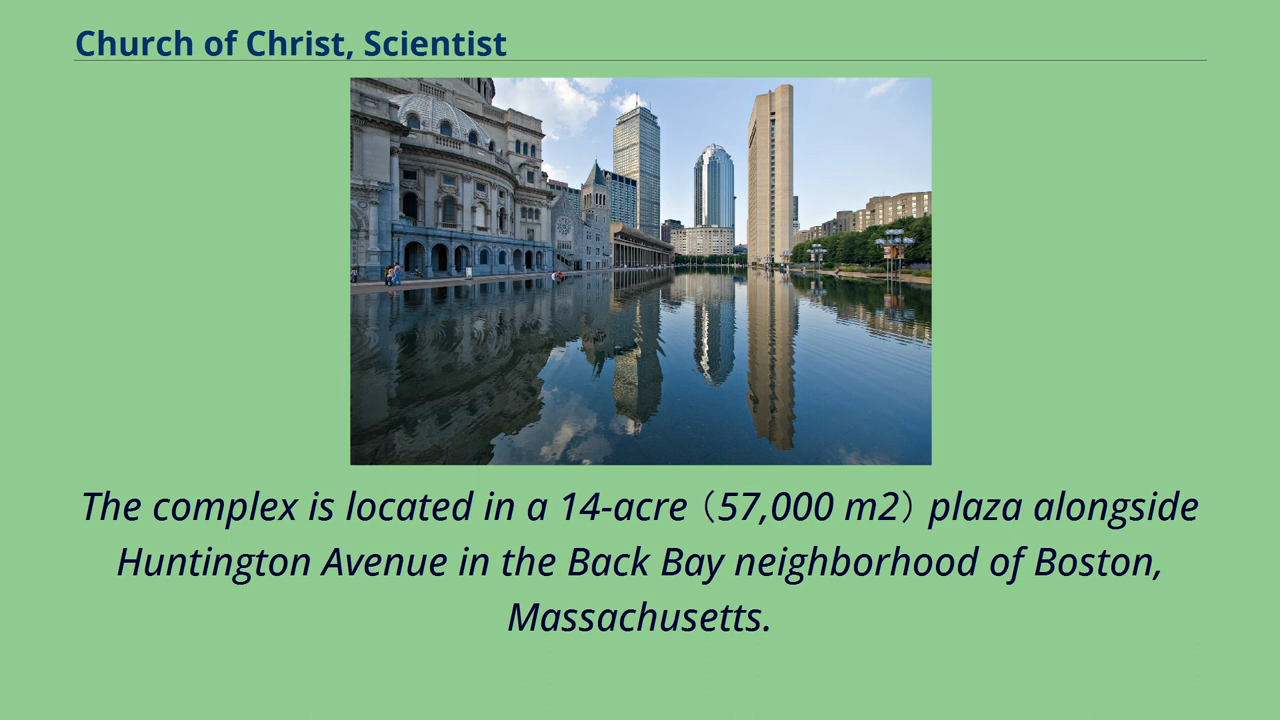 Church of Christ, Scientist
The complex is located in a 14-acre (57,000 m2) plaza alongside
Huntington Avenue in the Back Bay neighborhood of Boston,
Massachusetts.